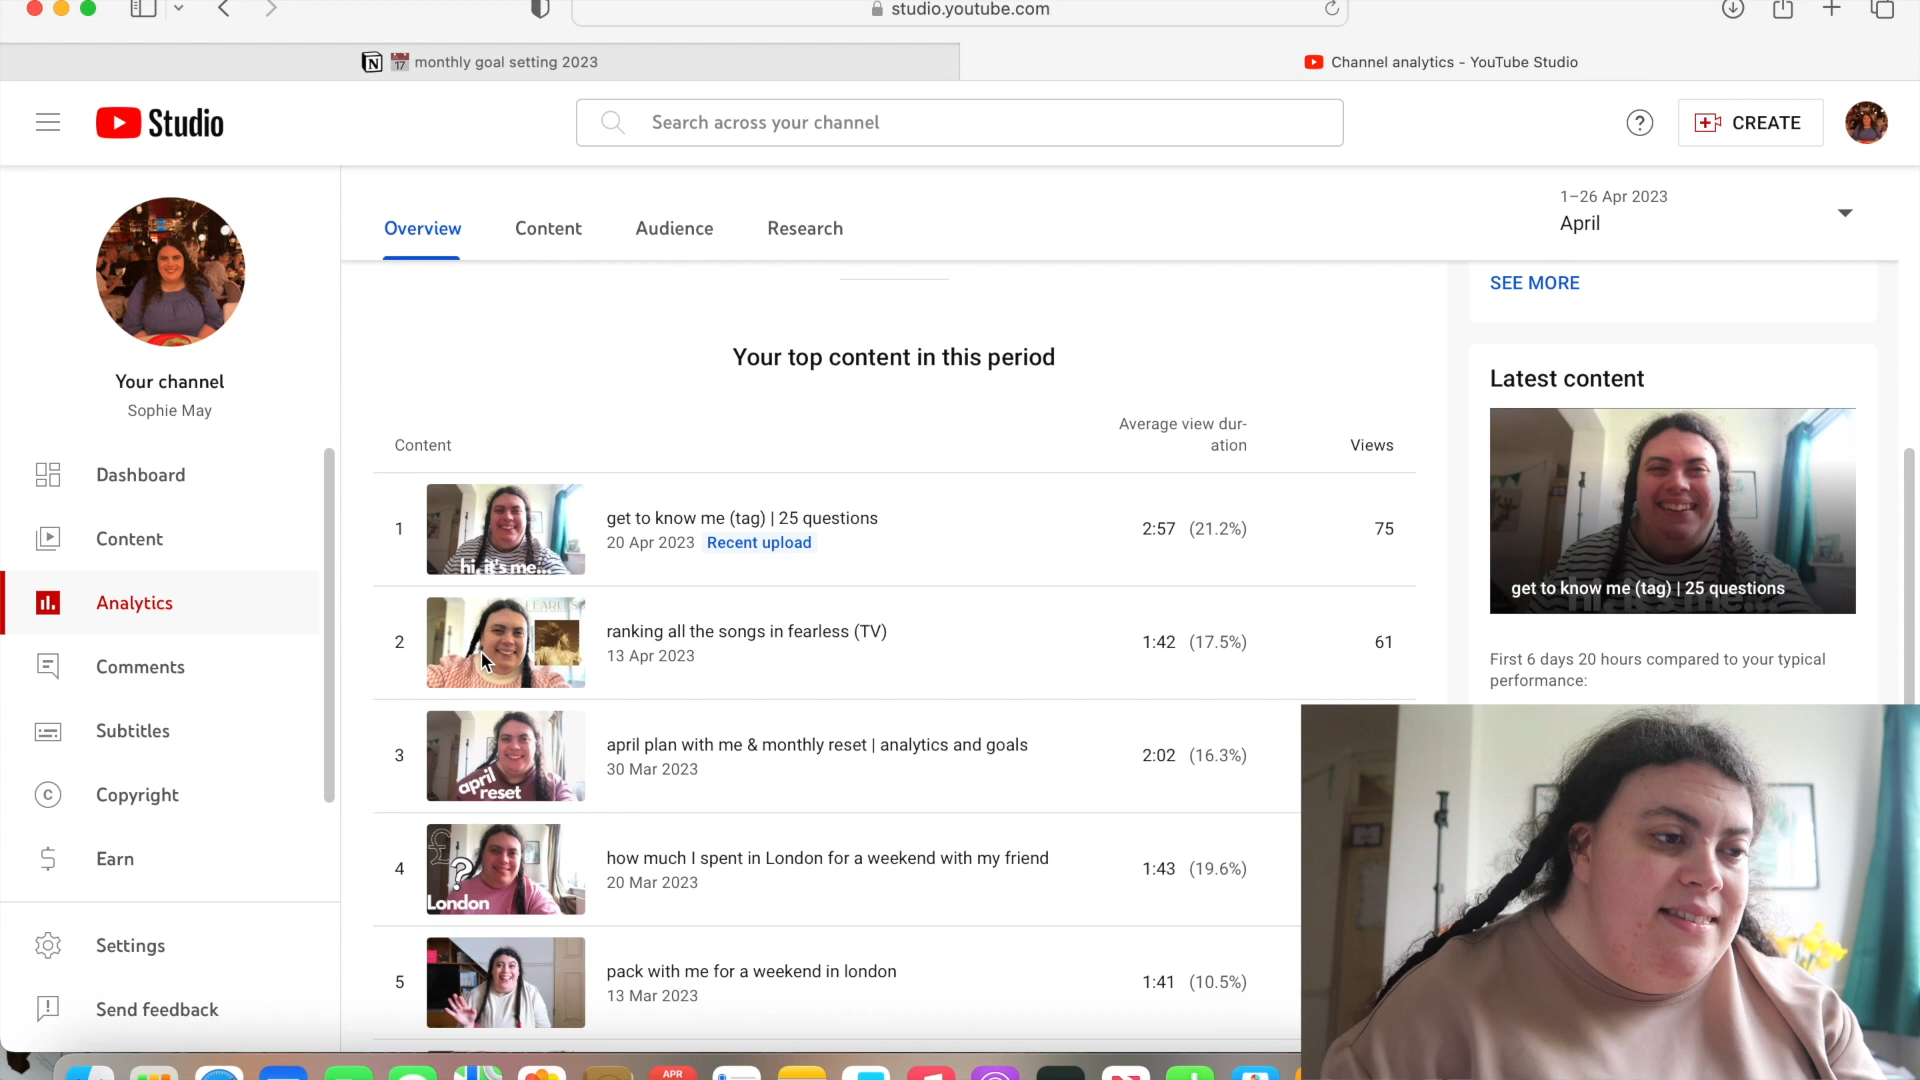 studio.youtube.com
17 monthly goal setting 2023
Channel analytics - YouTube Studio
Studio
Search across your channel
?
CREATE
1–26 Apr 2023
April
Overview
Content
Audience
Research
SEE MORE
Your channel
Sophie May
Dashboard
Content
Analytics
Comments
Subtitles
Copyright
Earn
Settings
Send feedback
Your top content in this period
Content
Average view dur-
ation
Views
1
hi, it's me...
get to know me (tag) | 25 questions
20 Apr 2023 Recent upload
2:57 (21.2%)
75
2
ranking all the songs in fearless (TV)
13 Apr 2023
1:42 (17.5%)
61
3
april
reset
april plan with me & monthly reset | analytics and goals
30 Mar 2023
2:02 (16.3%)
4
£
?
London
how much I spent in London for a weekend with my friend
20 Mar 2023
1:43 (19.6%)
5
pack with me for a weekend in london
13 Mar 2023
1:41 (10.5%)
Latest content
get to know me (tag) | 25 questions
First 6 days 20 hours compared to your typical
performance:
APR